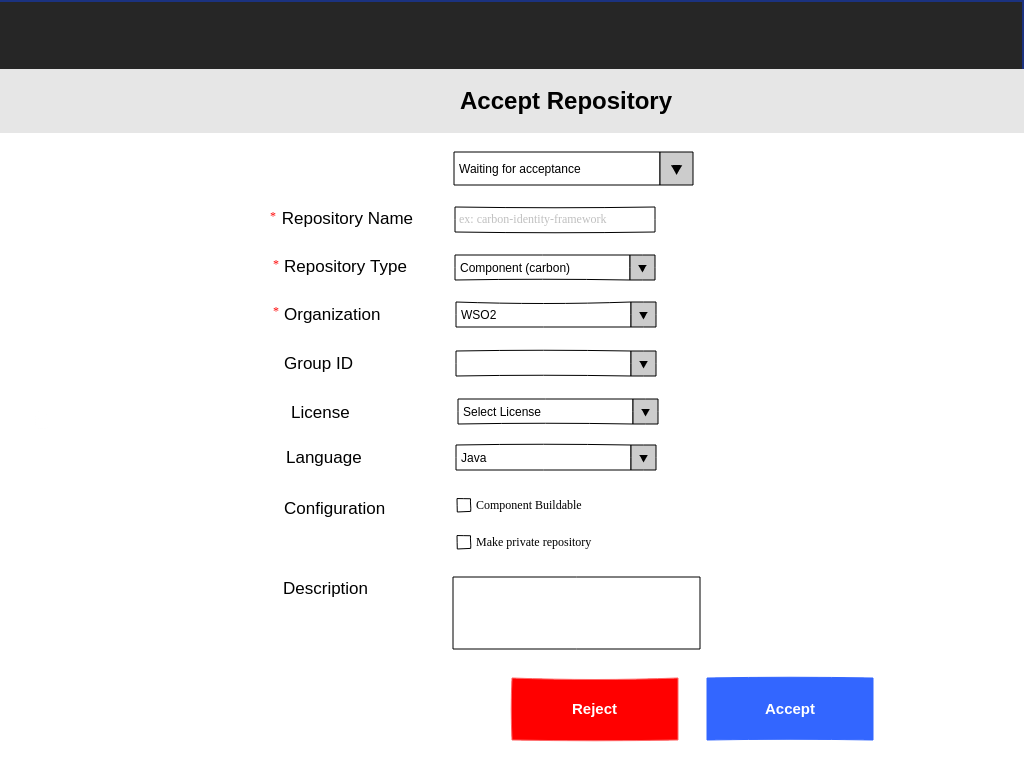 Accept Repository
Waiting for acceptance
* Repository Name ex: carbon-identity-framework
* Repository Type Component (carbon)
* Organization WSO2
Group ID
License Select License
Language Java
Configuration Component Buildable
Make private repository
Description
Reject Accept